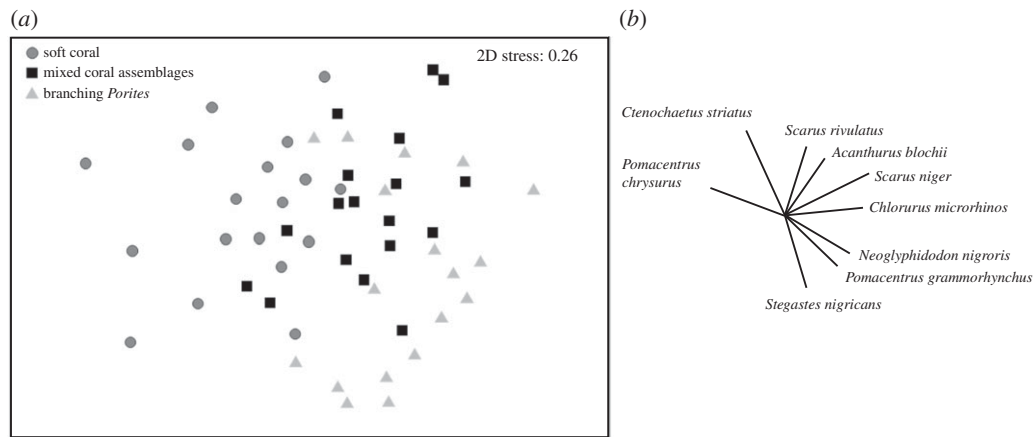 (a)
soft coral
mixed coral assemblages
branching Porites
2D stress: 0.26
(b)
Ctenochaetus striatus
Scarus rivulatus
Acanthurus blochii
Pomacentrus
chrysurus
Scarus niger
Chlorurus microrhinos
Neoglyphidodon nigroris
Pomacentrus grammorhynchus
Stegastes nigricans